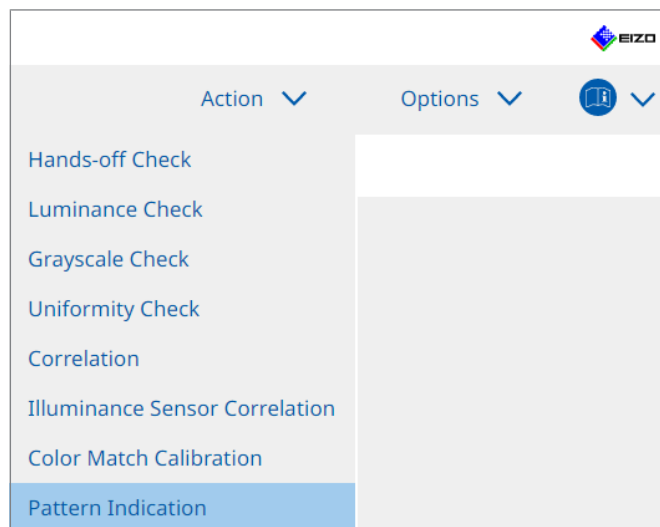 EIZO
Action
Options
Hands-off Check
Luminance Check
Grayscale Check
Uniformity Check
Correlation
Illuminance Sensor Correlation
Color Match Calibration
Pattern Indication